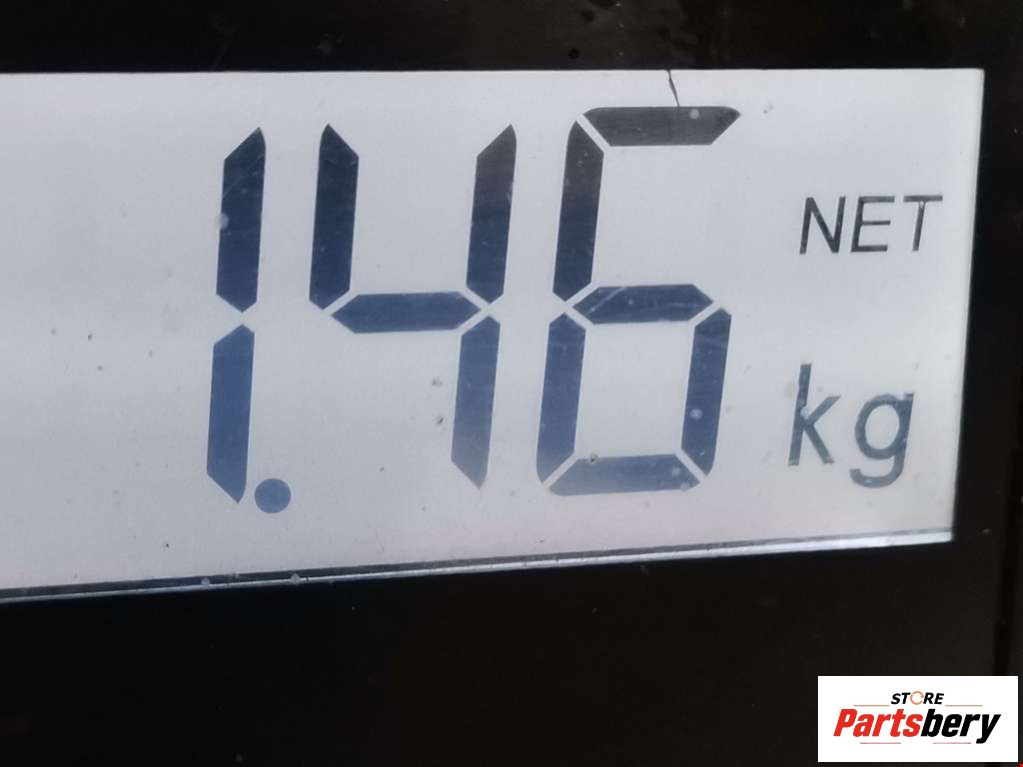 1.46
NET
kg
STORE
Partsbery